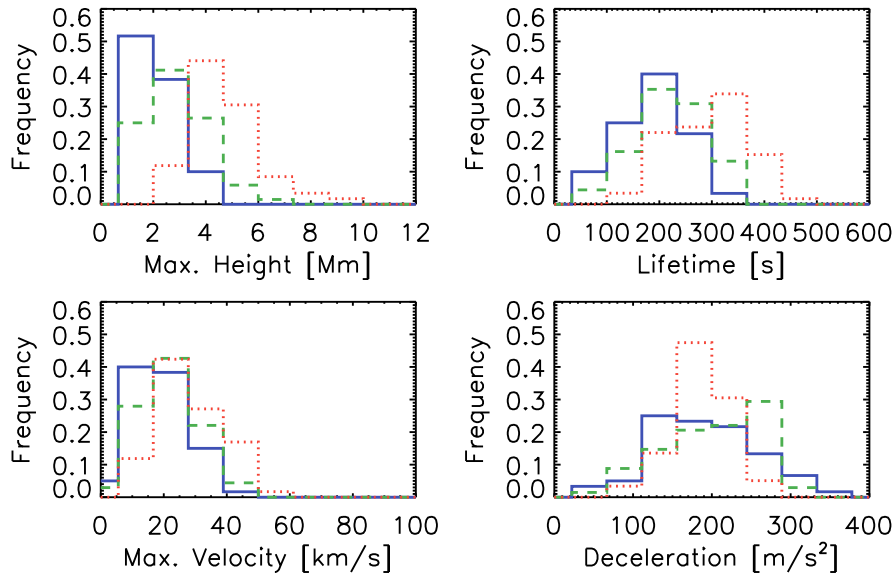 0.6
0.5
0.4
0.3
0.2
0.1
0.0
Frequency
0 2 4 6 8 10 12
Max. Height [Mm]
0.6
0.5
0.4
0.3
0.2
0.1
0.0
Frequency
0 100 200 300 400 500 600
Lifetime [s]
0.6
0.5
0.4
0.3
0.2
0.1
0.0
Frequency
0 20 40 60 80 100
Max. Velocity [km/s]
0.6
0.5
0.4
0.3
0.2
0.1
0.0
Frequency
0 100 200 300 400
Deceleration [m/s²]